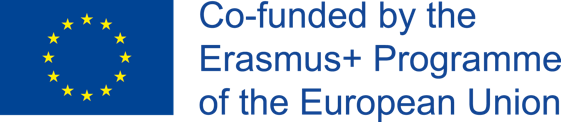 Co-funded by the
Erasmus+ Programme
of the European Union